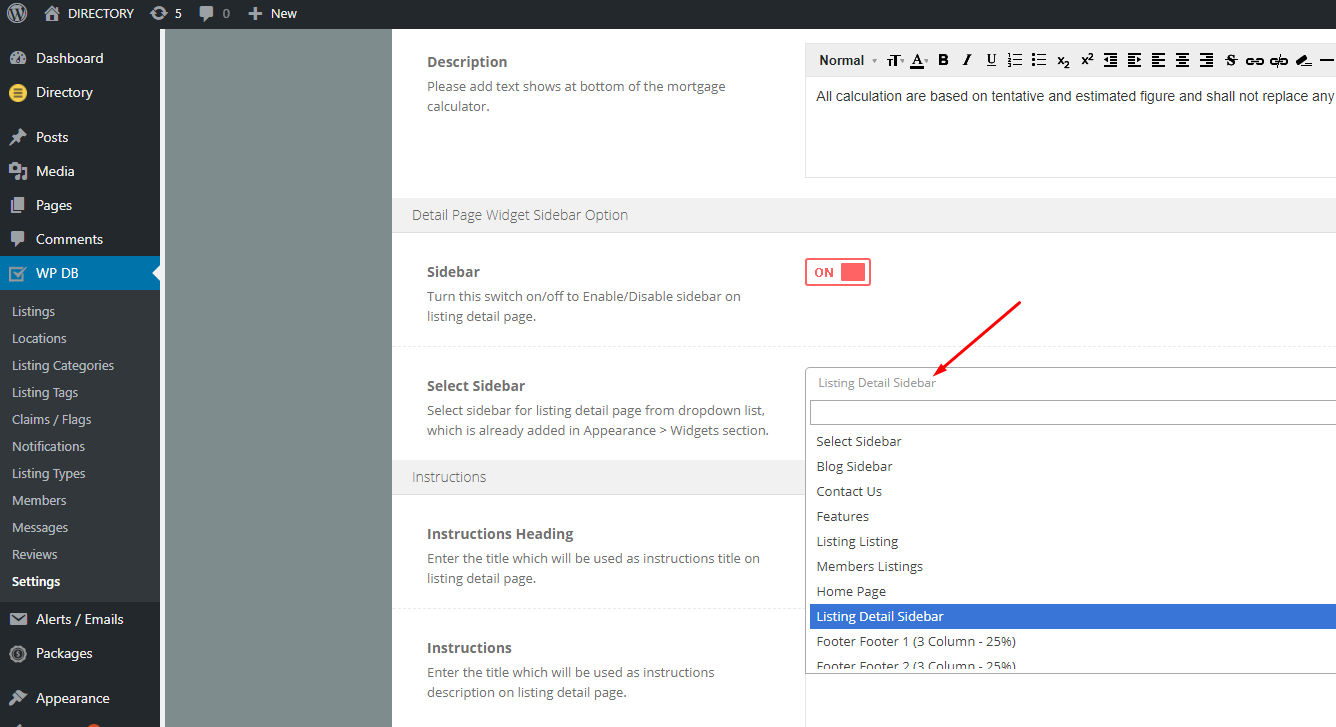 DIRECTORY 5 0 New
Dashboard
Directory
Posts
Media
Pages
Comments
WP DB
Listings
Locations
Listing Categories
Listing Tags
Claims / Flags
Notifications
Listing Types
Members
Messages
Reviews
Settings
Alerts / Emails
Packages
Appearance
Description
Please add text shows at bottom of the mortgage
calculator.
Normal
All calculation are based on tentative and estimated figure and shall not replace any
Detail Page Widget Sidebar Option
Sidebar
Turn this switch on/off to Enable/Disable sidebar on
listing detail page.
ON
Select Sidebar
Select sidebar for listing detail page from dropdown list,
which is already added in Appearance > Widgets section.
Listing Detail Sidebar
Select Sidebar
Blog Sidebar
Contact Us
Features
Listing Listing
Members Listings
Home Page
Listing Detail Sidebar
Footer Footer 1 (3 Column - 25%)
Footer Footer 2 (3 Column - 25%)
Instructions
Instructions Heading
Enter the title which will be used as instructions title on
listing detail page.
Instructions
Enter the title which will be used as instructions
description on listing detail page.